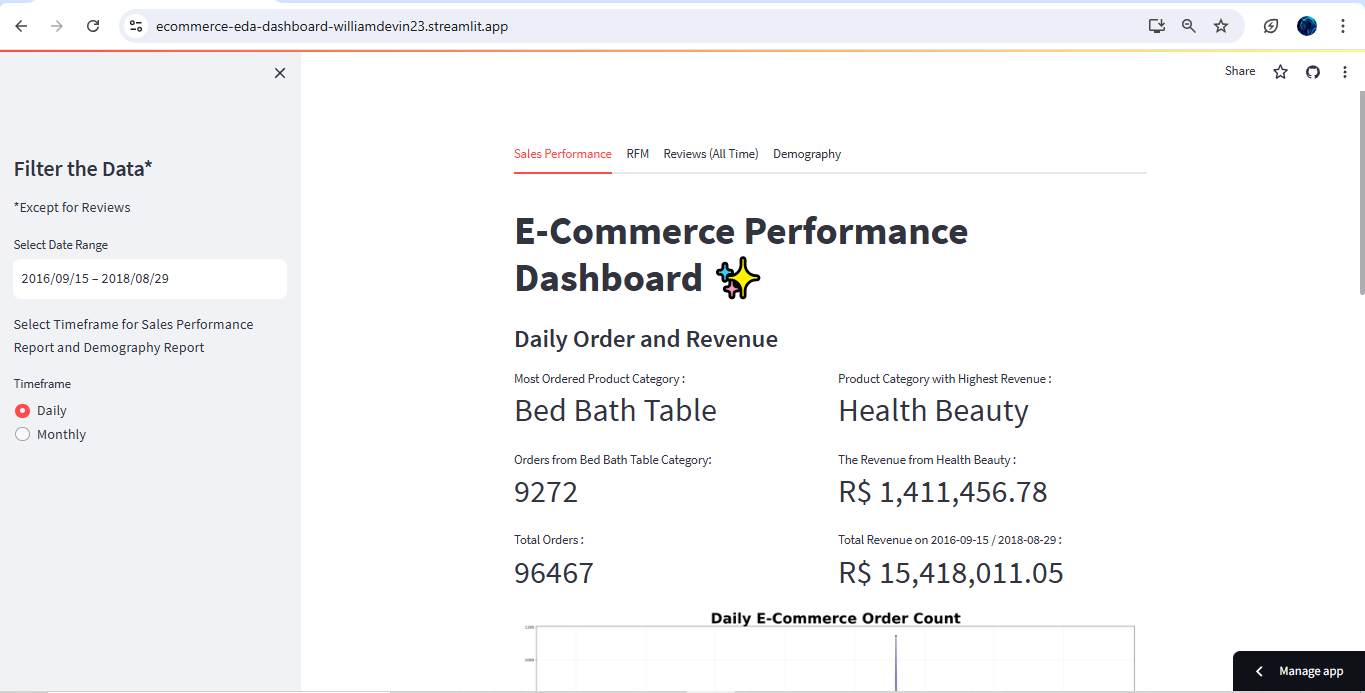 ecommerce-eda-dashboard-williamdevin23.streamlit.app
Share
Filter the Data*
*Except for Reviews
Select Date Range
2016/09/15 – 2018/08/29
Select Timeframe for Sales Performance
Report and Demography Report
Timeframe
Daily
Monthly
Sales Performance RFM Reviews (All Time) Demography
E-Commerce Performance
Dashboard ✨
Daily Order and Revenue
Most Ordered Product Category :
Product Category with Highest Revenue :
Bed Bath Table
Health Beauty
Orders from Bed Bath Table Category:
The Revenue from Health Beauty :
9272
R$ 1,411,456.78
Total Orders :
Total Revenue on 2016-09-15 / 2018-08-29 :
96467
R$ 15,418,011.05
Daily E-Commerce Order Count
Manage app